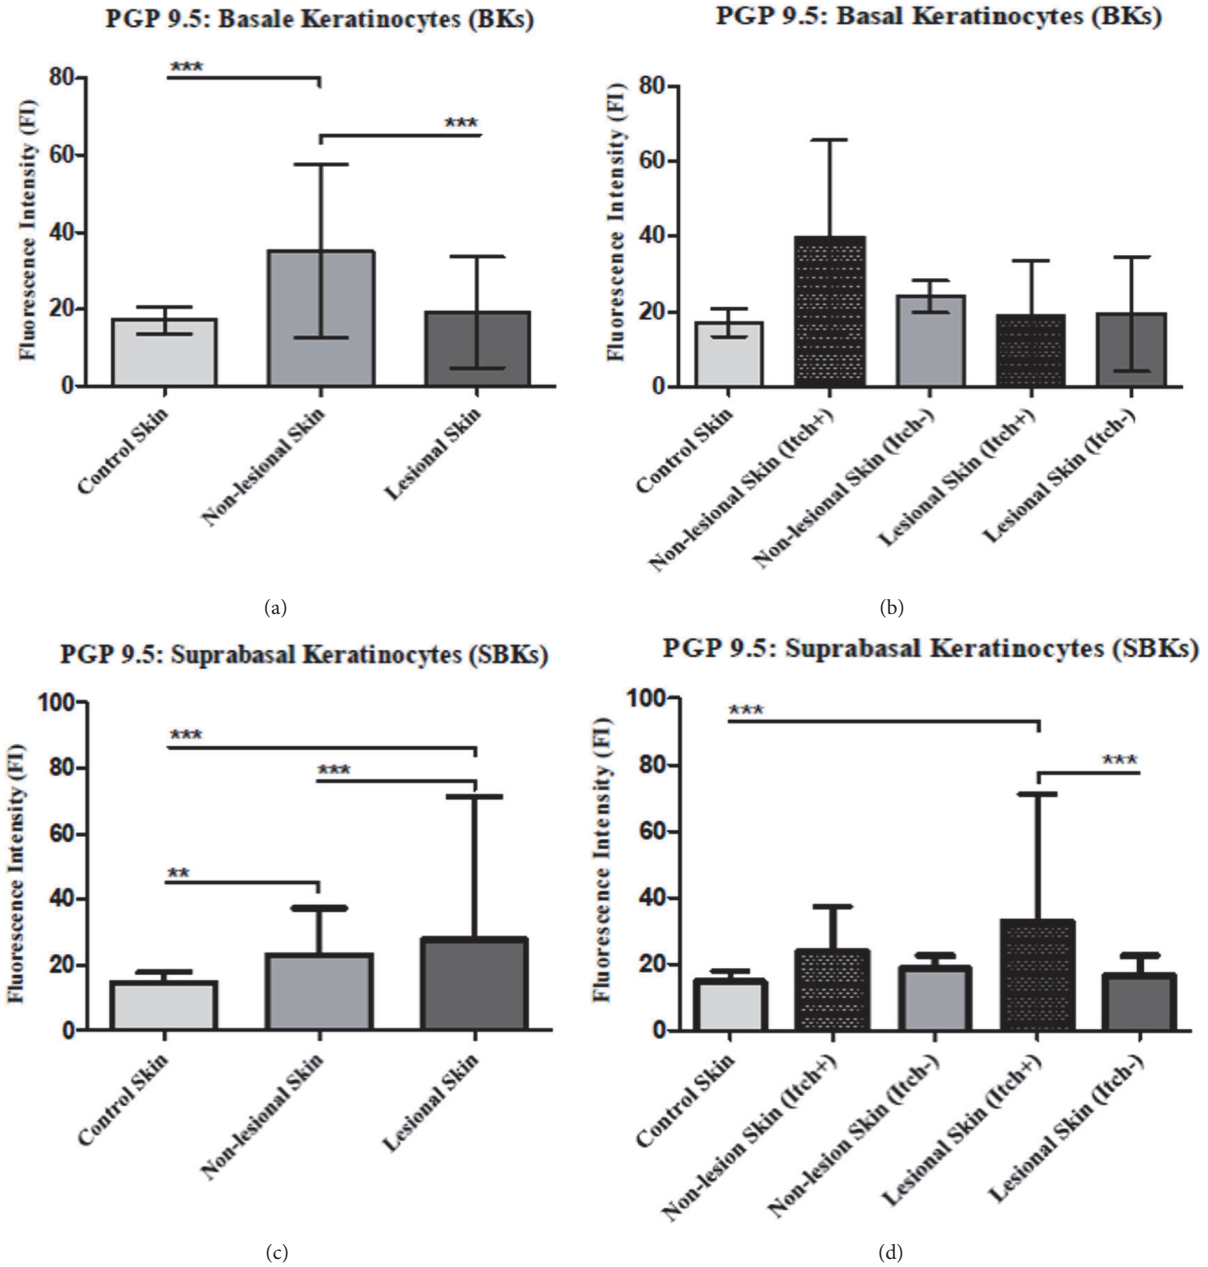 PGP 9.5: Basale Keratinocytes (BKs)
Fluorescence Intensity (FI)
80
60
40
20
0
***
***
Control Skin
Non-lesional Skin
Lesional Skin
(a)
PGP 9.5: Basal Keratinocytes (BKs)
Fluorescence Intensity (FI)
80
60
40
20
0
Control Skin
Non-lesional Skin (Itch+)
Non-lesional Skin (Itch-)
Lesional Skin (Itch+)
Lesional Skin (Itch-)
(b)
PGP 9.5: Suprabasal Keratinocytes (SBKs)
Fluorescence Intensity (FI)
100
80
60
40
20
0
***
***
**
Control Skin
Non-lesional Skin
Lesional Skin
(c)
PGP 9.5: Suprabasal Keratinocytes (SBKs)
Fluorescence Intensity (FI)
100
80
60
40
20
0
***
***
Control Skin
Non-lesion Skin (Itch+)
Non-lesion Skin (Itch-)
Lesional Skin (Itch+)
Lesional Skin (Itch-)
(d)